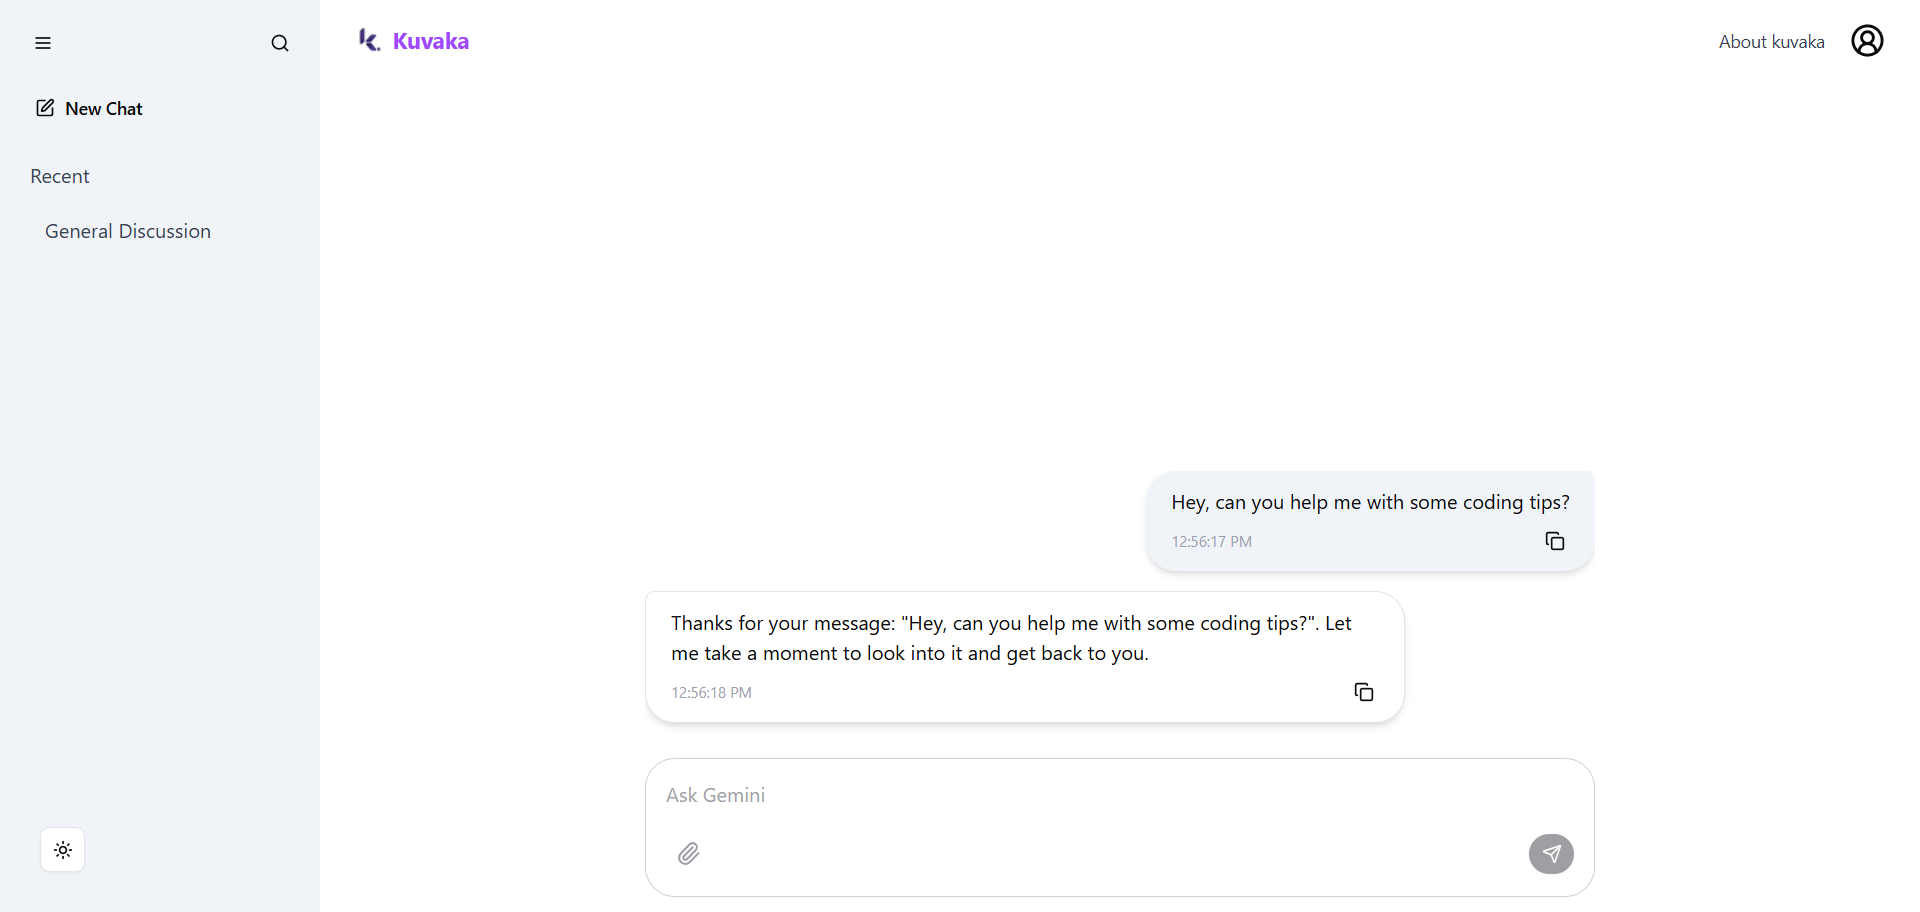 Kuvaka
About kuvaka
New Chat
Recent
General Discussion
Hey, can you help me with some coding tips?
12:56:17 PM
Thanks for your message: "Hey, can you help me with some coding tips?". Let
me take a moment to look into it and get back to you.
12:56:18 PM
Ask Gemini